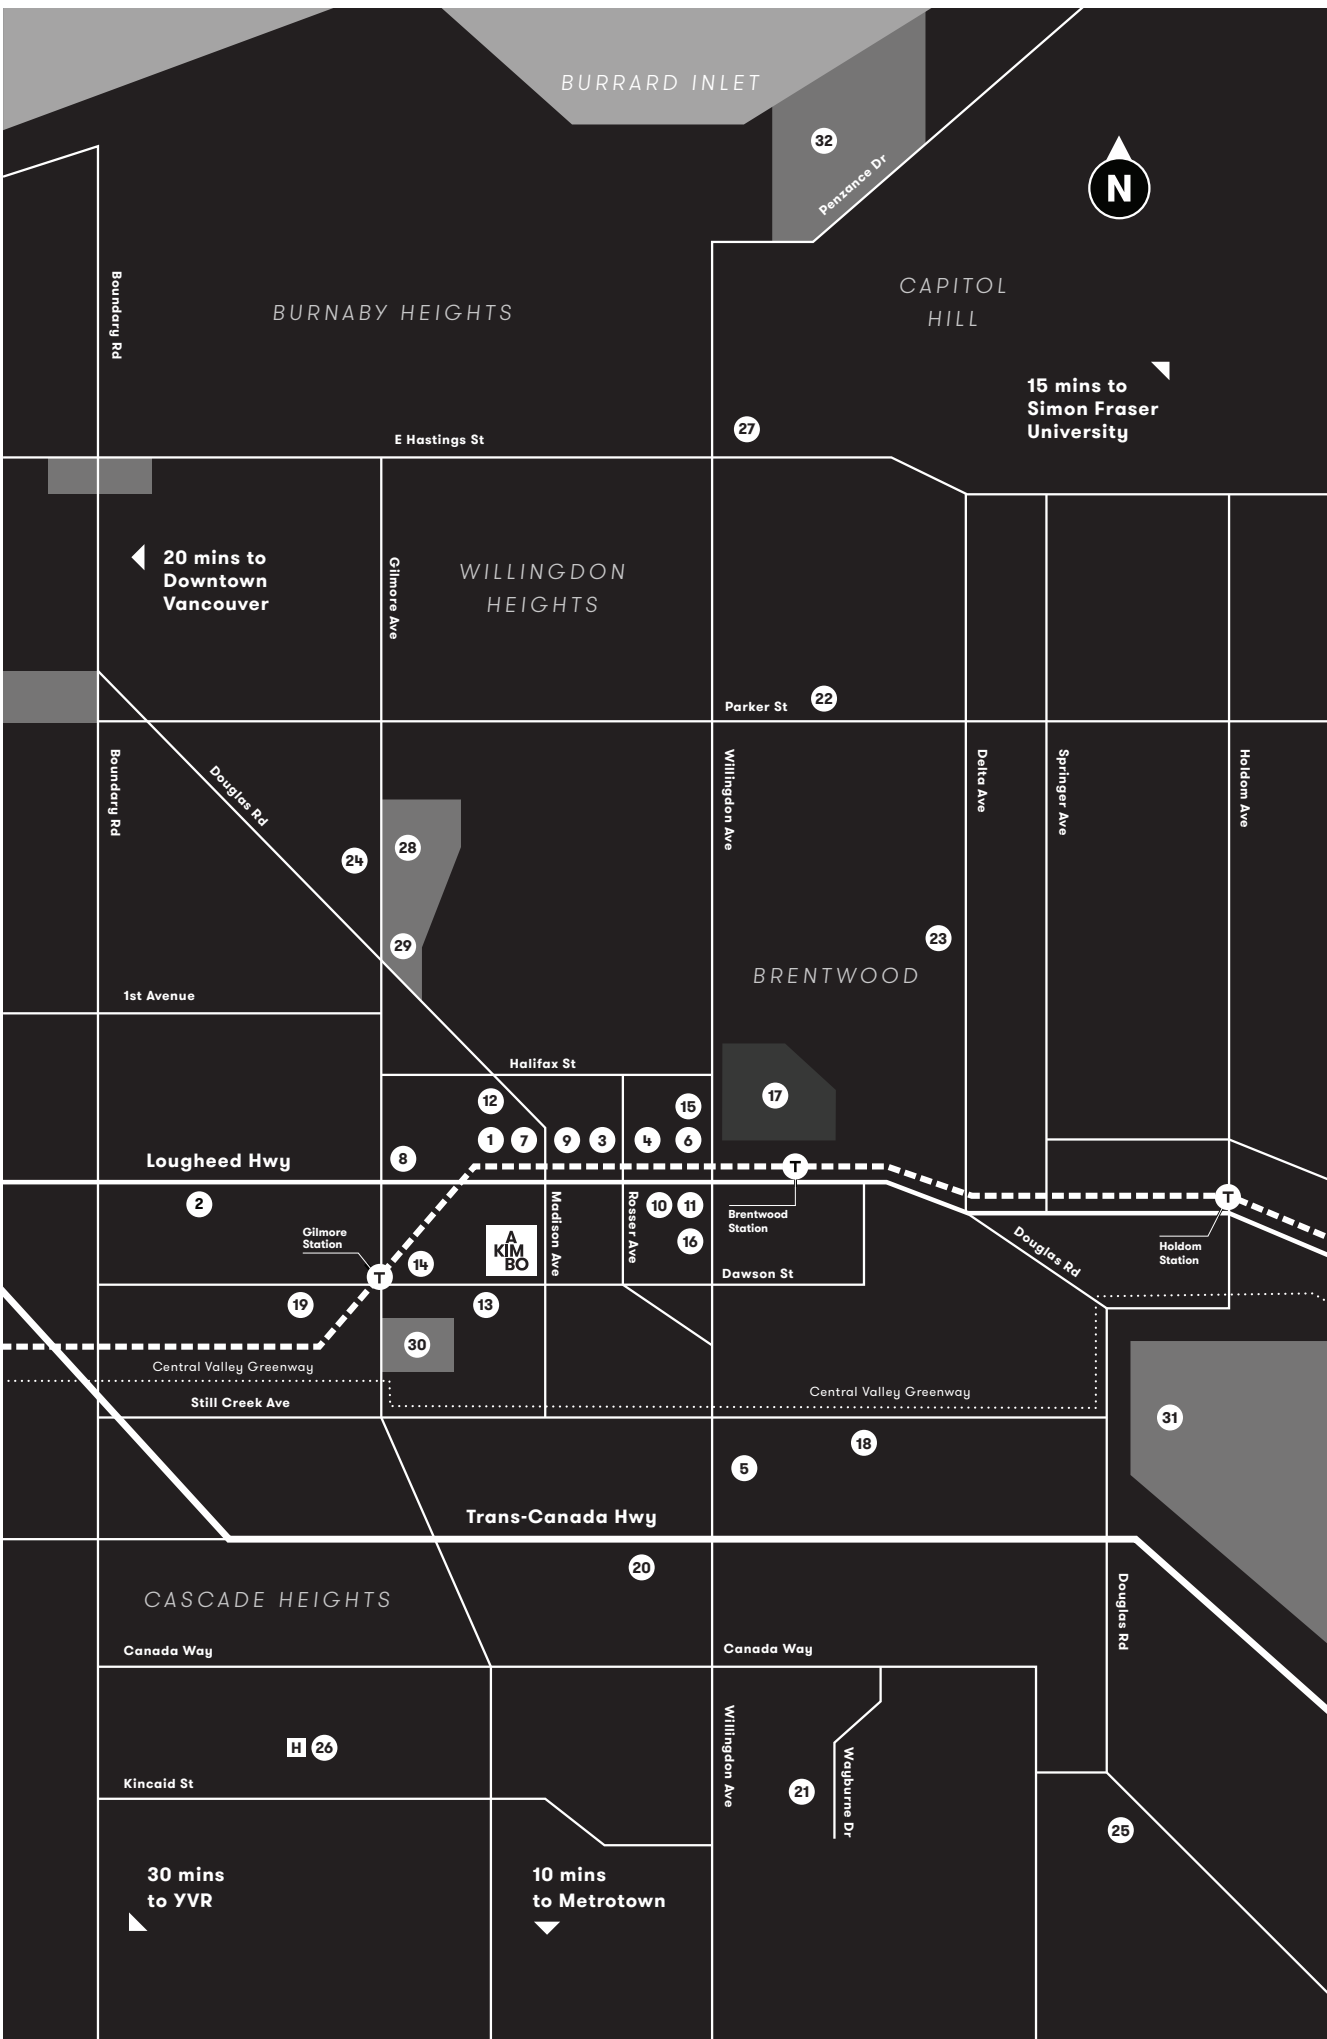 BURRARD INLET
32
Penzance Dr
N
Boundary Rd
BURNABY HEIGHTS
CAPITOL
HILL
15 mins to
Simon Fraser
University
27
E Hastings St
20 mins to
Downtown
Vancouver
Gilmore Ave
WILLINGDON
HEIGHTS
Parker St
22
Boundary Rd
Douglas Rd
Willingdon Ave
Delta Ave
Springer Ave
Holdom Ave
24
28
29
23
BRENTWOOD
1st Avenue
Halifax St
12
15
17
1
7
9
3
4
6
8
Lougheed Hwy
T
2
Madison Ave
Rosser Ave
10
11
16
Brentwood
Station
T
Gilmore
Station
A
KIM
BO
14
T
Dawson St
Douglas Rd
Holdom
Station
19
13
30
Central Valley Greenway
Still Creek Ave
Central Valley Greenway
31
18
5
Trans-Canada Hwy
20
CASCADE HEIGHTS
Douglas Rd
Canada Way
Canada Way
H
26
Willingdon Ave
Wayburne Dr
Kincaid St
21
25
30 mins
to YVR
10 mins
to Metrotown